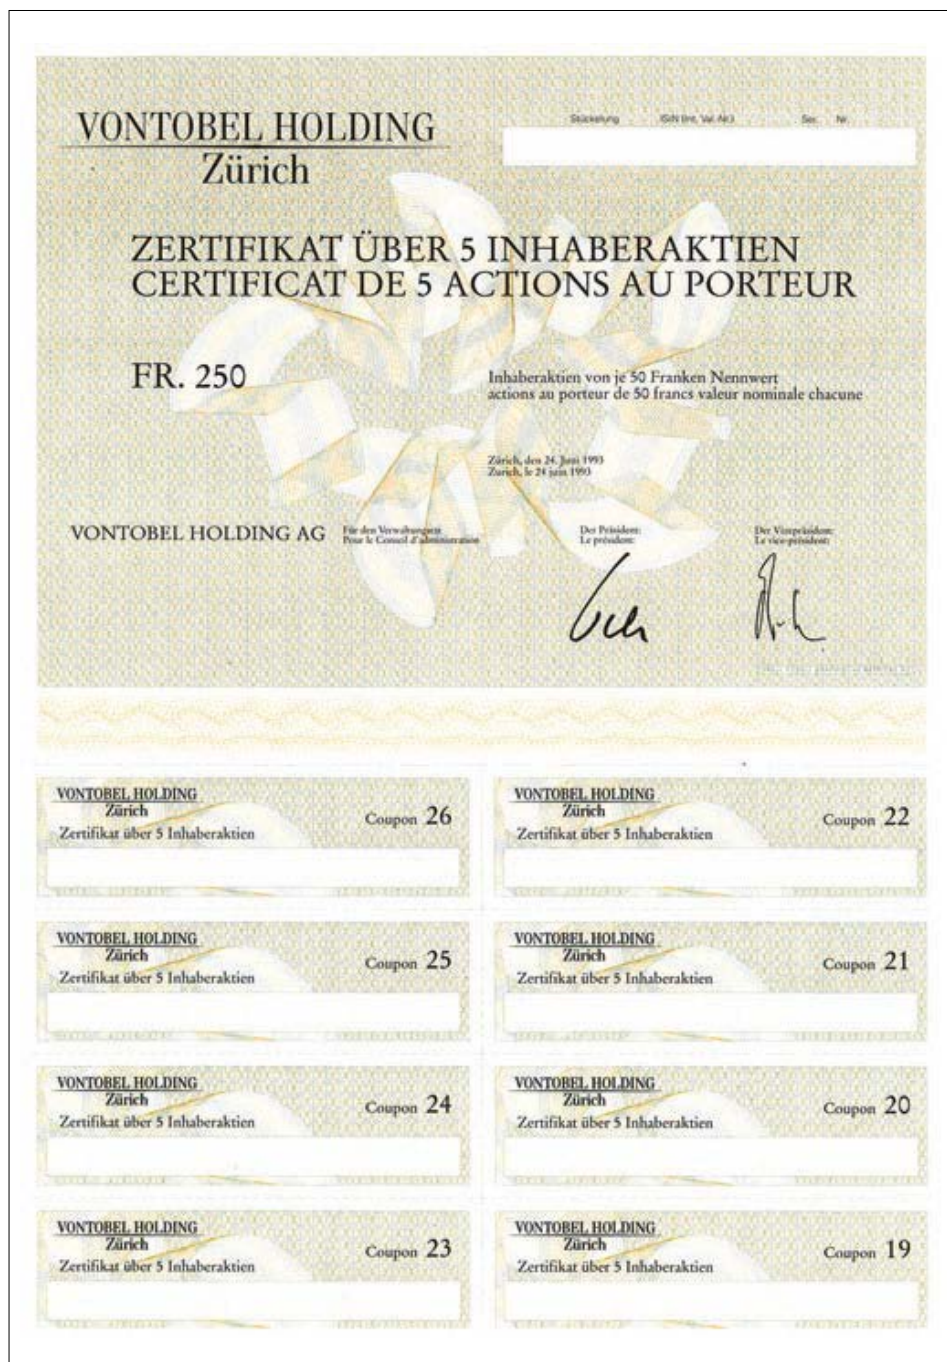 VONTOBEL HOLDING
Zürich
Stückelung ISIN (Int. Val. Nr.) Ser. Nr.
ZERTIFIKAT ÜBER 5 INHABERAKTIEN
CERTIFICAT DE 5 ACTIONS AU PORTEUR
FR. 250
Inhaberaktien von je 50 Franken Nennwert
actions au porteur de 50 francs valeur nominale chacune
Zürich, den 24. Juni 1993
Zurich, le 24 juin 1993
VONTOBEL HOLDING AG
Für den Verwaltungsrat
Pour le Conseil d'administration
Der Präsident:
Le président:
Der Vizepräsident:
Le vice-président:
VONTOBEL HOLDING
Zürich
Zertifikat über 5 Inhaberaktien
Coupon 26
VONTOBEL HOLDING
Zürich
Zertifikat über 5 Inhaberaktien
Coupon 22
VONTOBEL HOLDING
Zürich
Zertifikat über 5 Inhaberaktien
Coupon 25
VONTOBEL HOLDING
Zürich
Zertifikat über 5 Inhaberaktien
Coupon 21
VONTOBEL HOLDING
Zürich
Zertifikat über 5 Inhaberaktien
Coupon 24
VONTOBEL HOLDING
Zürich
Zertifikat über 5 Inhaberaktien
Coupon 20
VONTOBEL HOLDING
Zürich
Zertifikat über 5 Inhaberaktien
Coupon 23
VONTOBEL HOLDING
Zürich
Zertifikat über 5 Inhaberaktien
Coupon 19